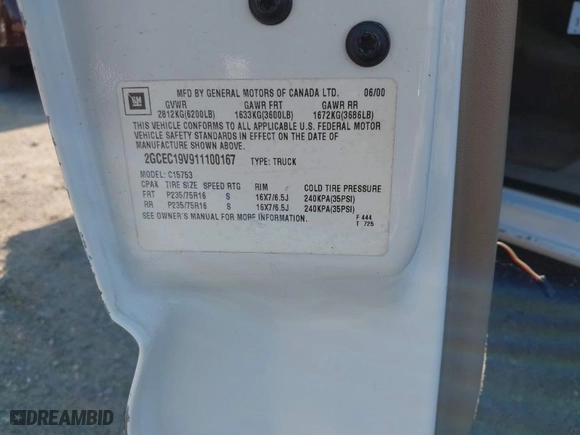 GM
MFD BY GENERAL MOTORS OF CANADA LTD. 06/00
GVWR GAWR FRT GAWR RR
2812KG(6200LB) 1633KG(3600LB) 1672KG(3686LB)
THIS VEHICLE CONFORMS TO ALL APPLICABLE U.S. FEDERAL MOTOR
VEHICLE SAFETY STANDARDS IN EFFECT ON THE DATE OF
MANUFACTURE SHOWN ABOVE.
2GCEC19V911100167 TYPE: TRUCK
MODEL: C15753
CPAK TIRE SIZE SPEED RTG RIM COLD TIRE PRESSURE
FRT P235/75R16 S 16X7/6.5J 240KPA(35PSI)
RR P235/75R16 S 16X7/6.5J 240KPA(35PSI)
SEE OWNER'S MANUAL FOR MORE INFORMATION.
F 444
T 725
DREAMBID